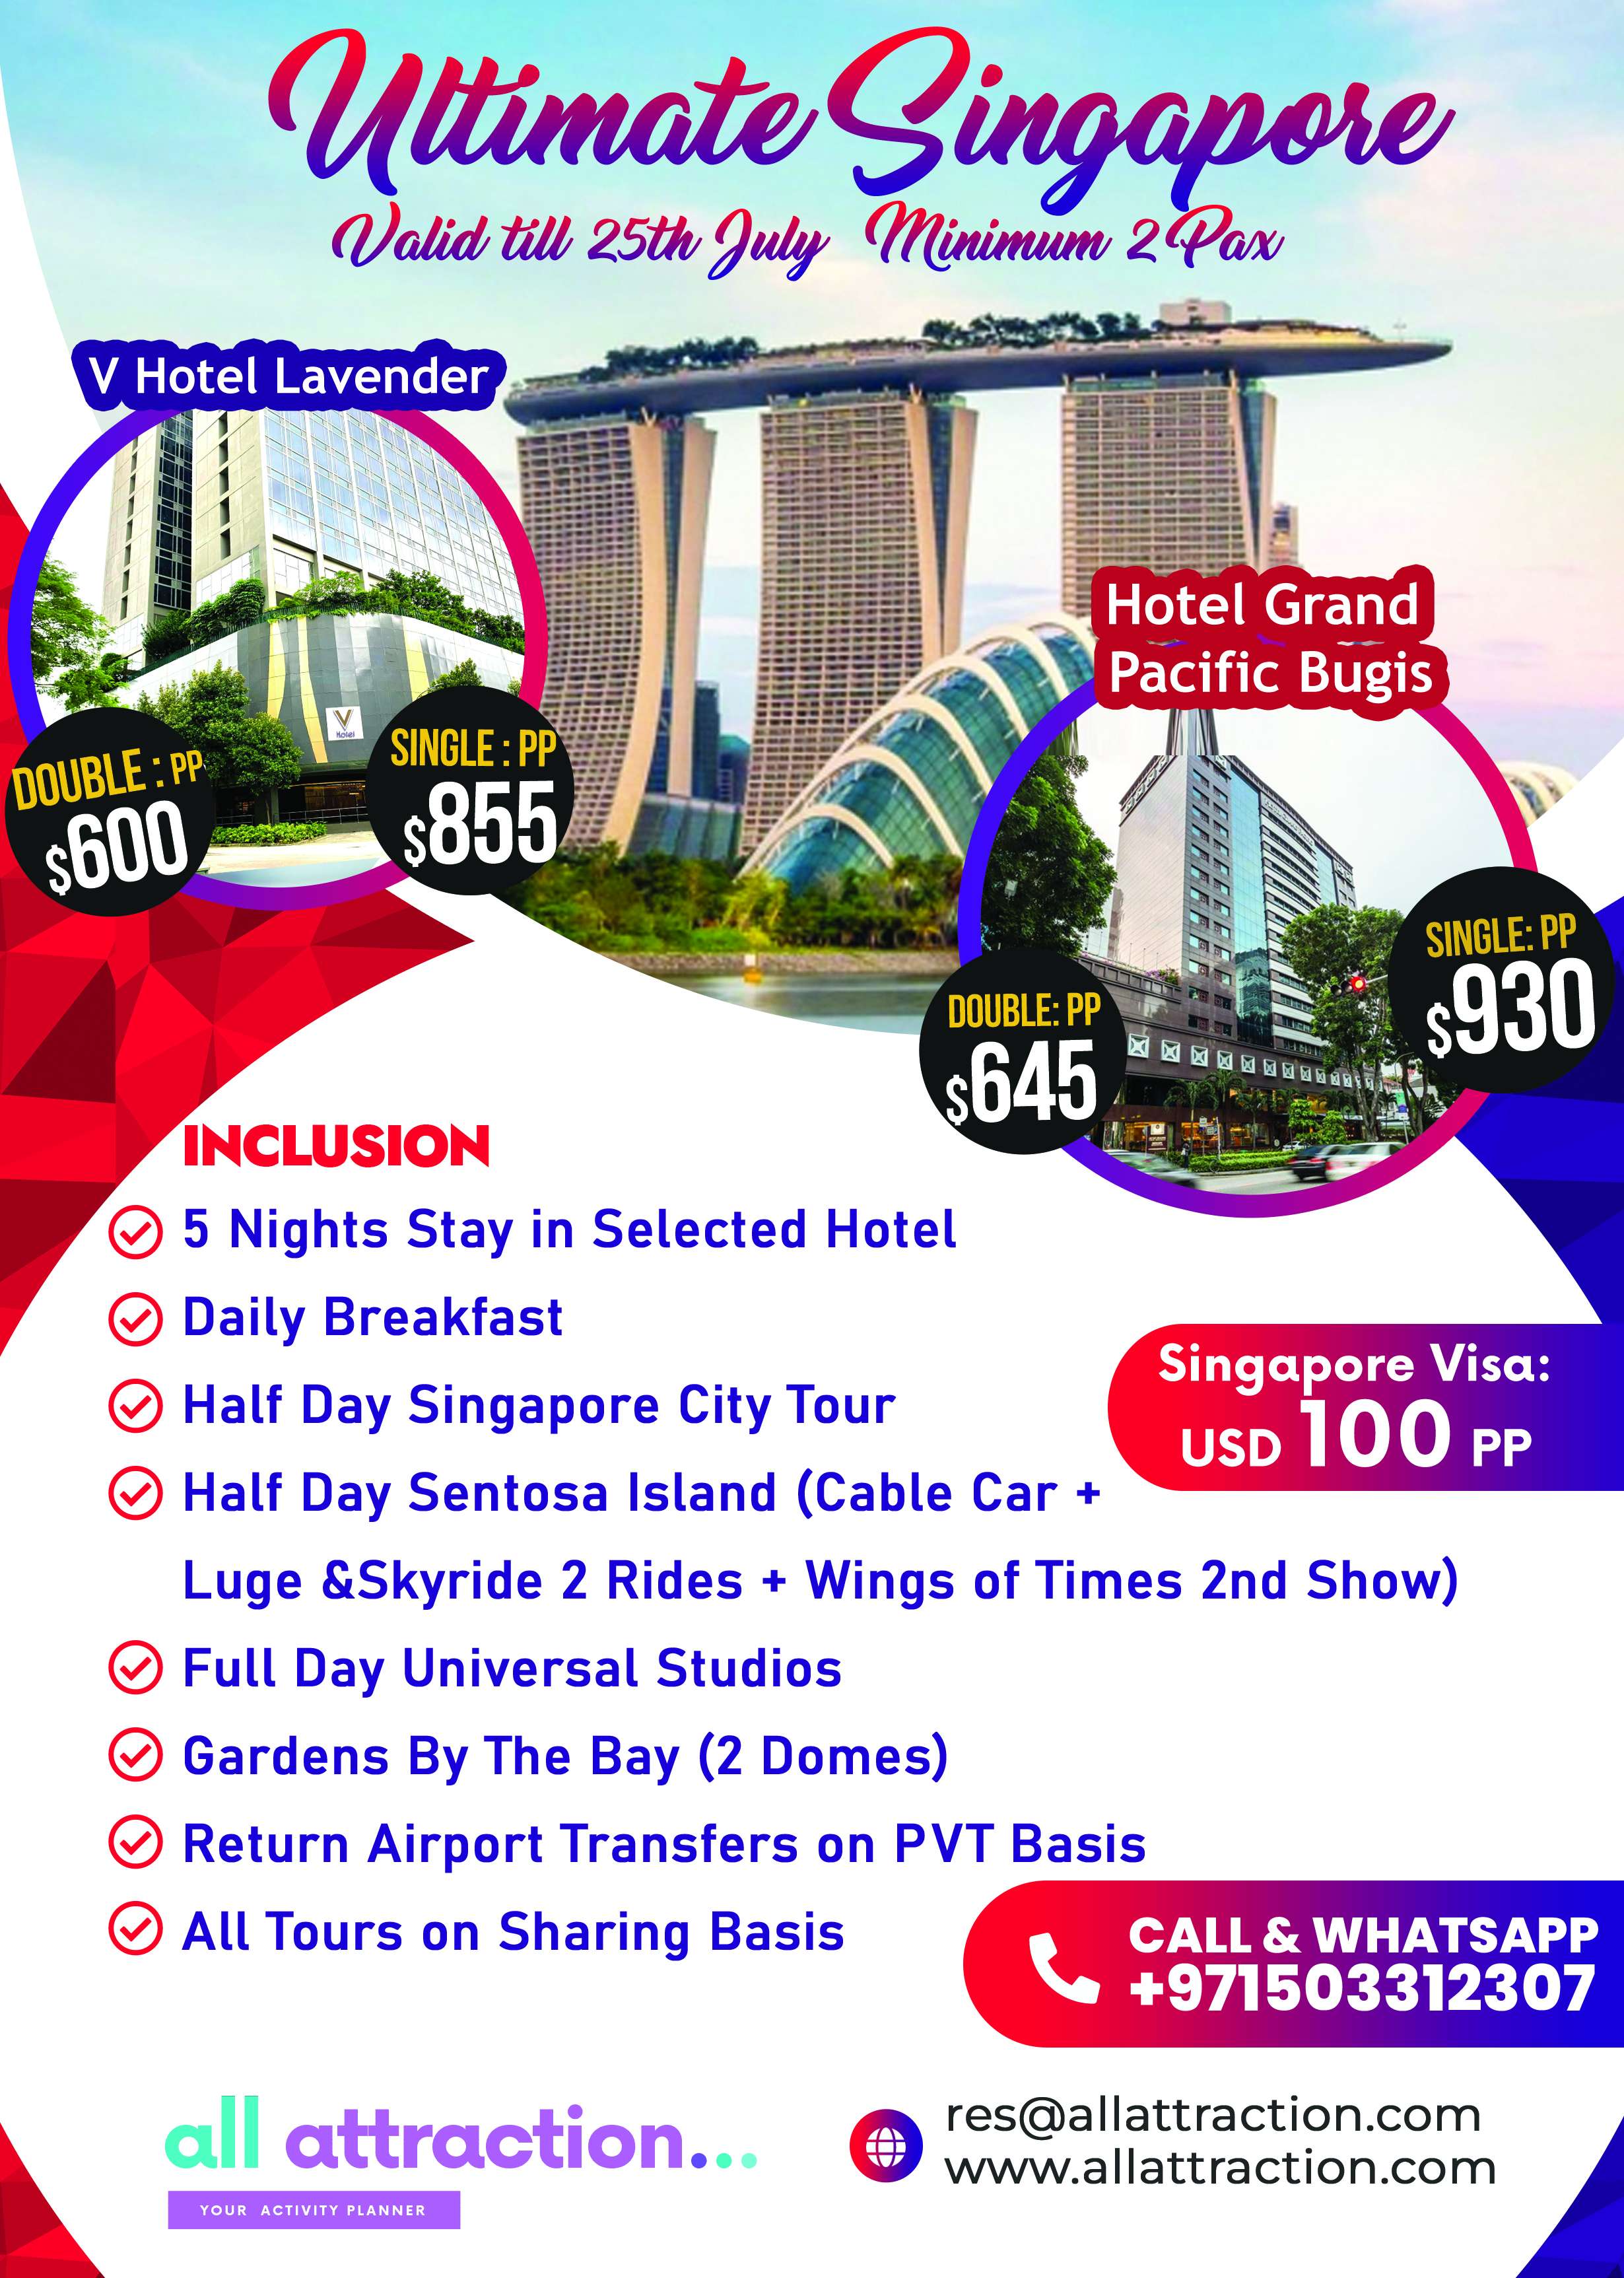 Ultimate Singapore
Valid till 25th July Minimum 2 Pax
V Hotel Lavender
V
Hotel
DOUBLE : PP
$600
SINGLE : PP
$855
Hotel Grand
Pacific Bugis
DOUBLE: PP
$645
SINGLE: PP
$930
INCLUSION
5 Nights Stay in Selected Hotel
Daily Breakfast
Half Day Singapore City Tour
Half Day Sentosa Island (Cable Car +
Luge &Skyride 2 Rides + Wings of Times 2nd Show)
Full Day Universal Studios
Gardens By The Bay (2 Domes)
Return Airport Transfers on PVT Basis
All Tours on Sharing Basis
Singapore Visa:
USD 100 PP
CALL & WHATSAPP
+971503312307
all attraction...
YOUR ACTIVITY PLANNER
res@allattraction.com
www.allattraction.com